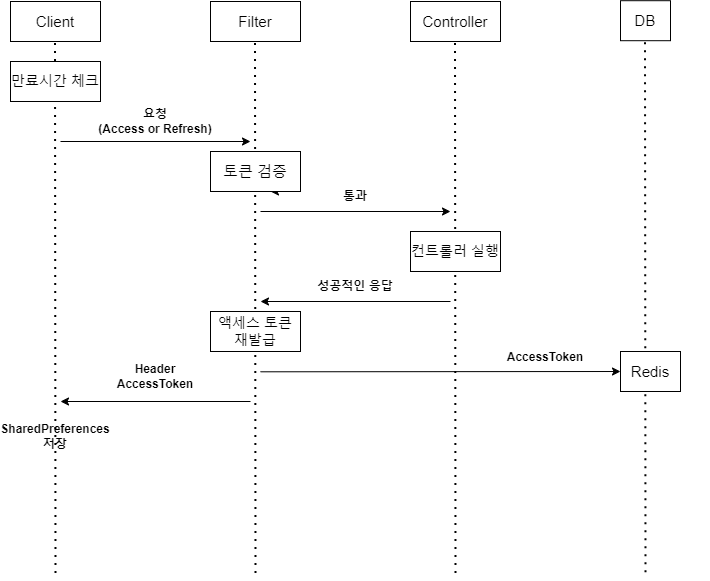 Client
Filter
Controller
DB
만료시간 체크
요청
(Access or Refresh)
토큰 검증
통과
컨트롤러 실행
성공적인 응답
액세스 토큰
재발급
AccessToken
Redis
Header
AccessToken
SharedPreferences
저장